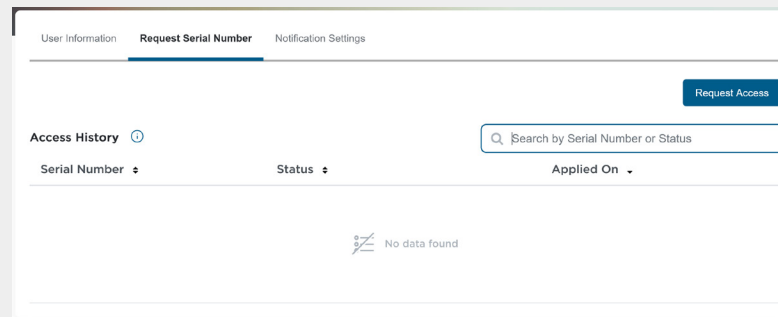 User Information Request Serial Number Notification Settings
Request Access
Access History
Search by Serial Number or Status
Serial Number Status Applied On
No data found